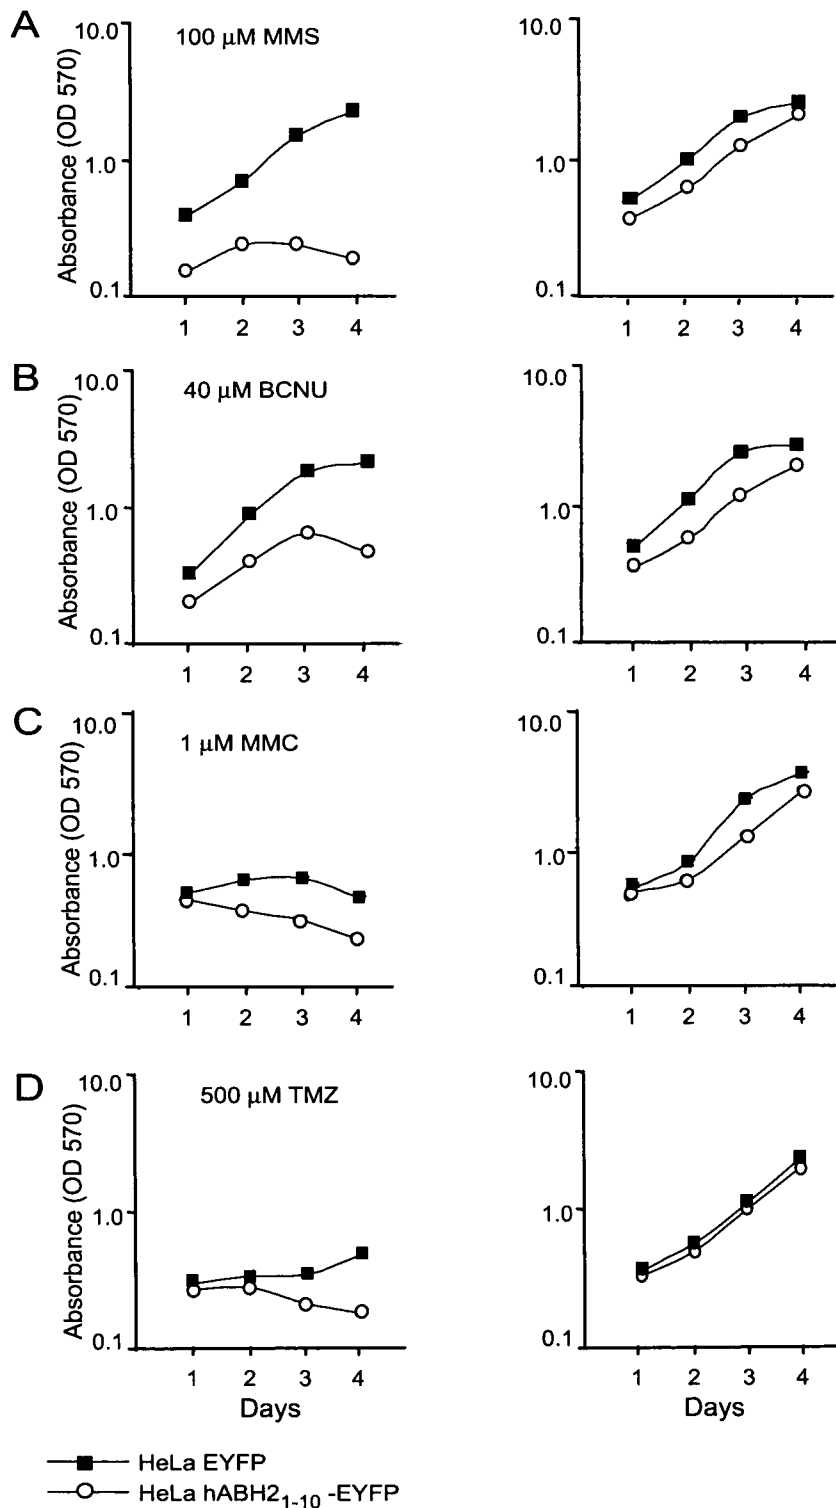 A
100 μM MMS
Absorbance (OD 570)
10.0
1.0
0.1
1 2 3 4
10.0
1.0
0.1
1 2 3 4
B
40 μM BCNU
Absorbance (OD 570)
10.0
1.0
0.1
1 2 3 4
10.0
1.0
0.1
1 2 3 4
C
1 μM MMC
Absorbance (OD 570)
10.0
1.0
0.1
1 2 3 4
10.0
1.0
0.1
1 2 3 4
D
500 μM TMZ
Absorbance (OD 570)
10.0
1.0
0.1
1 2 3 4
Days
10.0
1.0
0.1
1 2 3 4
Days
HeLa EYFP
HeLa hABH2₁₋₁₀ -EYFP